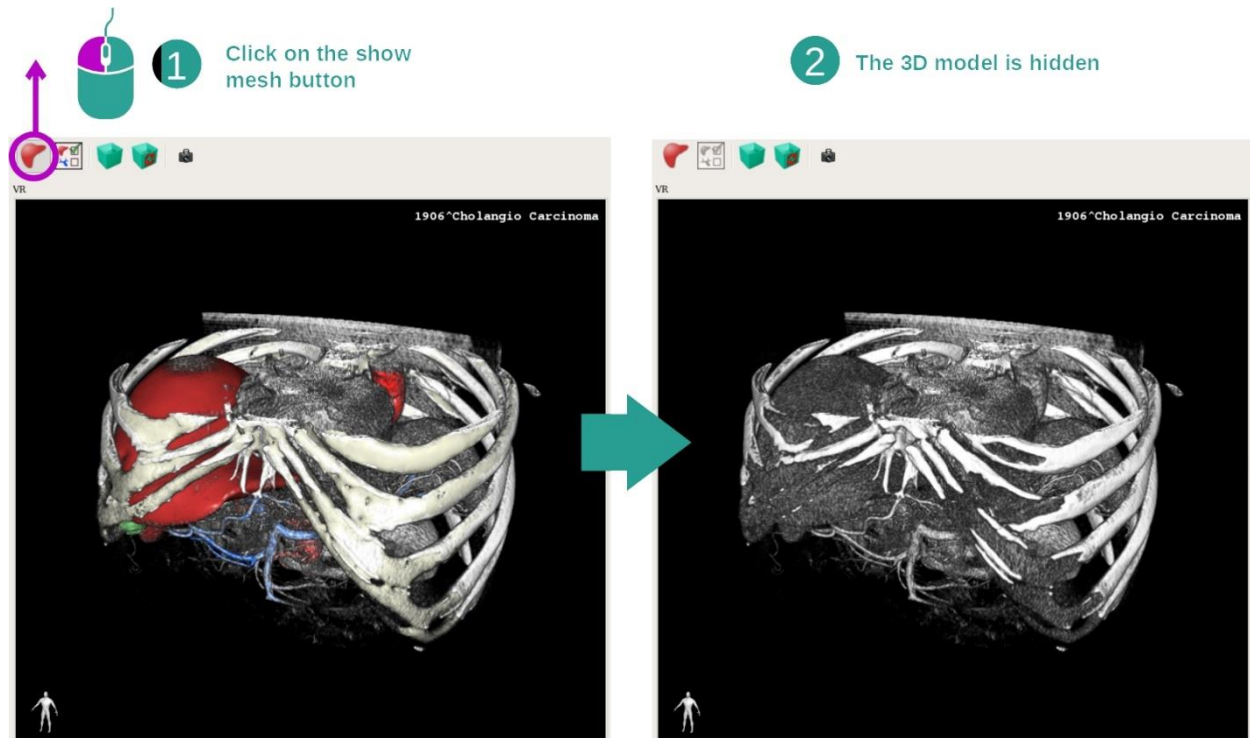 1
Click on the show
mesh button
2
The 3D model is hidden
VR
1906^Cholangio Carcinoma
VR
1906^Cholangio Carcinoma